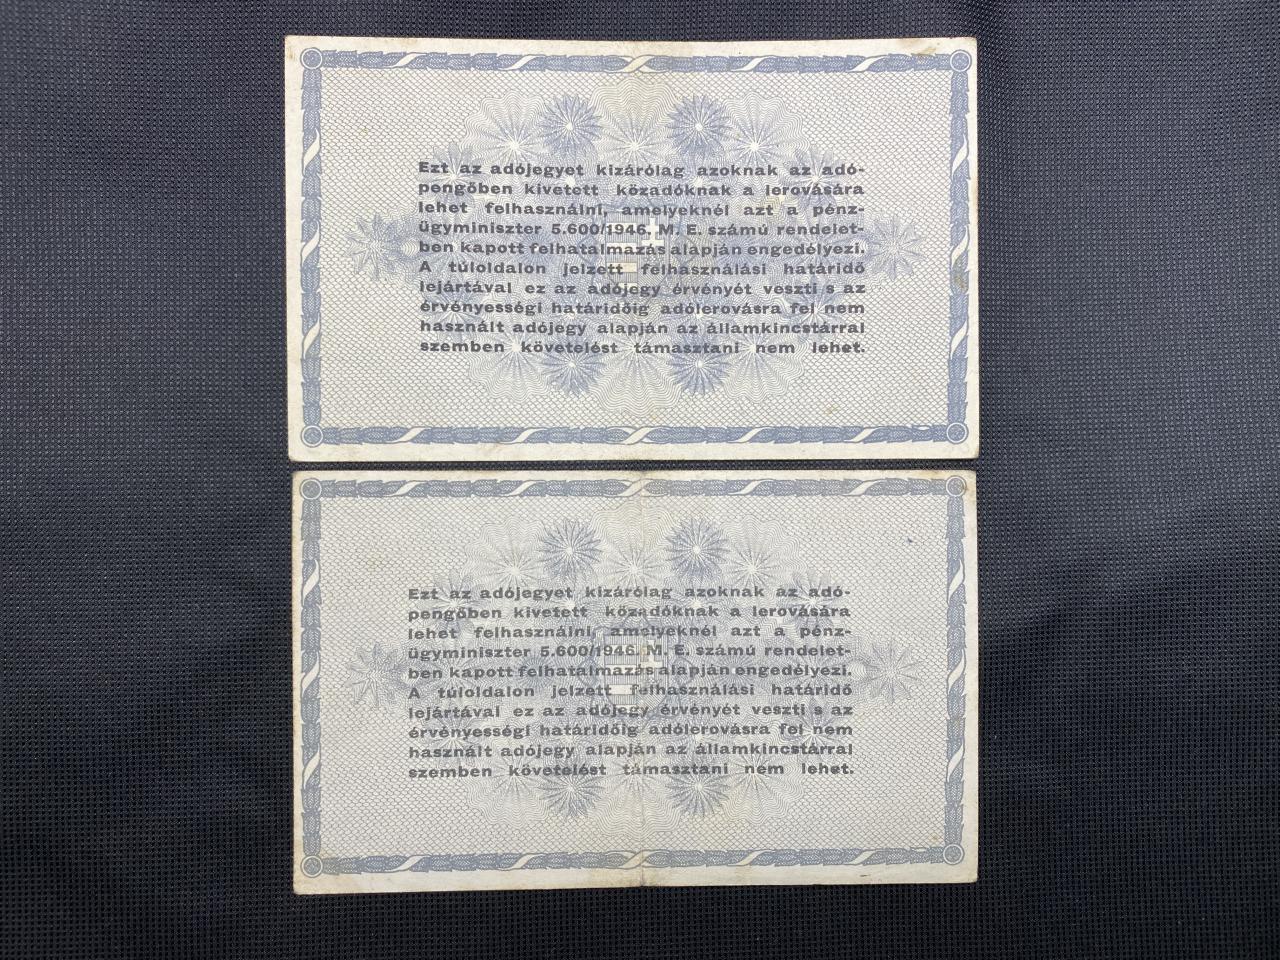 Ezt az adójegyet kizárólag azoknak az adó-
pengőben kivetett közadóknak a lerovására
lehet felhasználni, amelyeknél azt a pénz-
ügyminiszter 5.600/1946. M. E. számú rendelet-
ben kapott felhatalmazás alapján engedélyezi.
A túloldalon jelzett felhasználási határidő
lejártával ez az adójegy érvényét veszti s az
érvényességi határidőig adólerovásra fel nem
használt adójegy alapján az államkincstárral
szemben követelést támasztani nem lehet.
Ezt az adójegyet kizárólag azoknak az adó-
pengőben kivetett közadóknak a lerovására
lehet felhasználni, amelyeknél azt a pénz-
ügyminiszter 5.600/1946. M. E. számú rendelet-
ben kapott felhatalmazás alapján engedélyezi.
A túloldalon jelzett felhasználási határidő
lejártával ez az adójegy érvényét veszti s az
érvényességi határidőig adólerovásra fel nem
használt adójegy alapján az államkincstárral
szemben követelést támasztani nem lehet.